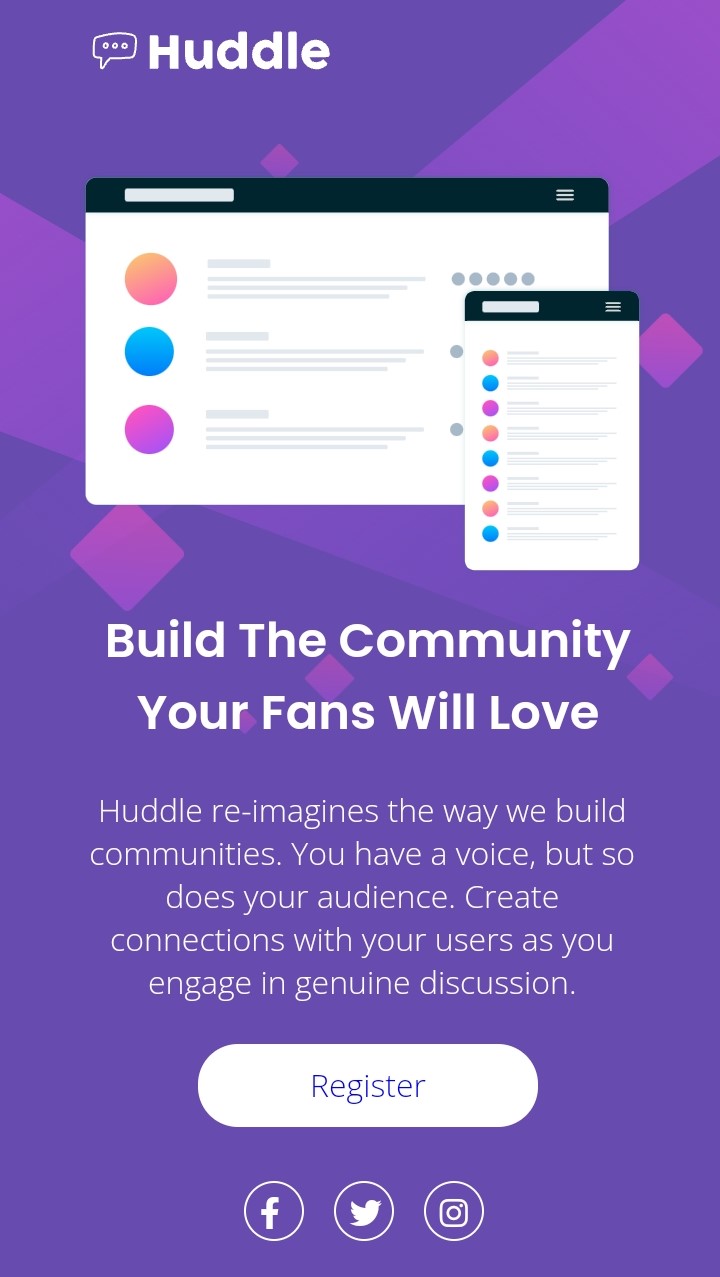 Huddle
Build The Community
Your Fans Will Love
Huddle re-imagines the way we build
communities. You have a voice, but so
does your audience. Create
connections with your users as you
engage in genuine discussion.
Register